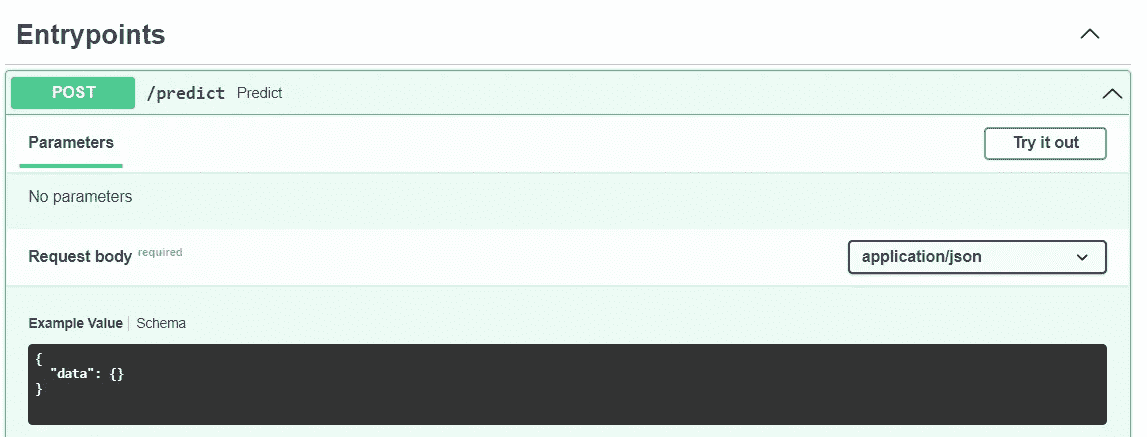 Entrypoints
POST /predict Predict
Parameters
Try it out
No parameters
Request body required
application/json
Example Value Schema
{
  "data": {}
}